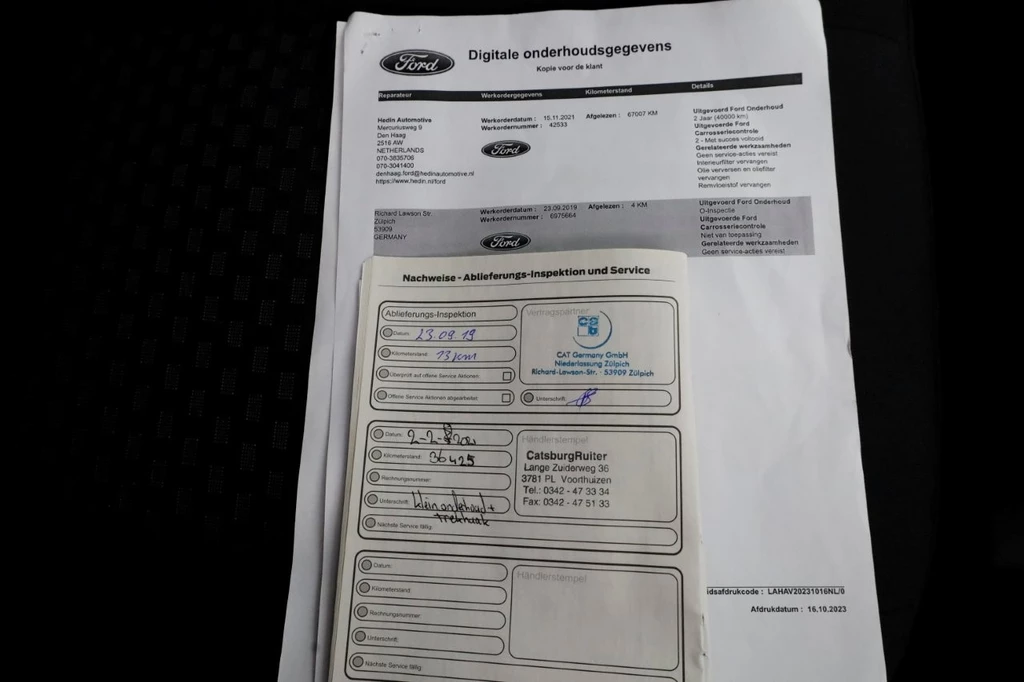 Ford
Digitale onderhoudsgegevens
Kopie voor de klant
Reparateur Werkordergegevens Kilometerstand Details
Hedin Automotive
Mercuriusweg 9
Den Haag
2516 AW
NETHERLANDS
070-3835706
070-3041400
denhaag.ford@hedinautomotive.nl
https://www.hedin.nl/ford
Werkorderdatum : 15.11.2021
Werkordernummer : 42533
Ford
Afgelezen : 67007 KM
Uitgevoerd Ford Onderhoud
2 Jaar (40000 km)
Uitgevoerde Ford
Carrosseriecontrole
2 - Met succes voltooid
Gerelateerde werkzaamheden
Geen service-acties vereist
Interieurfilter vervangen
Olie verversen en oliefilter
vervangen
Remvloeistof vervangen
Richard Lawson Str.
Zülpich
53909
GERMANY
Werkorderdatum : 23.09.2019
Werkordernummer : 6975664
Ford
Afgelezen : 4 KM
Uitgevoerd Ford Onderhoud
O-Inspectie
Uitgevoerde Ford
Carrosseriecontrole
Niet van toepassing
Gerelateerde werkzaamheden
Geen service-acties vereist
Nachweise - Ablieferungs-Inspektion und Service
Ablieferungs-Inspektion
Datum: 23.09.19
Kilometerstand: 13 km
Überprüft auf offene Service Aktionen:
Offene Service Aktionen abgearbeitet:
Vertragspartner
CAT Germany GmbH
Niederlassung Zülpich
Richard-Lawson-Str. · 53909 Zülpich
Unterschrift:
Datum: 2-2-
Kilometerstand: 36425
Rechnungsnummer:
Unterschrift: klein onderhoud +
trekhaak
Nächste Service fällig:
Händlerstempel
CatsburgRuiter
Lange Zuiderweg 36
3781 PL Voorthuizen
Tel.: 0342 - 47 33 34
Fax: 0342 - 47 51 33
Datum:
Kilometerstand:
Rechnungsnummer:
Unterschrift:
Nächste Service fällig:
Händlerstempel
idsafdrukcode : LAHAV20231016NL/0
Afdrukdatum : 16.10.2023